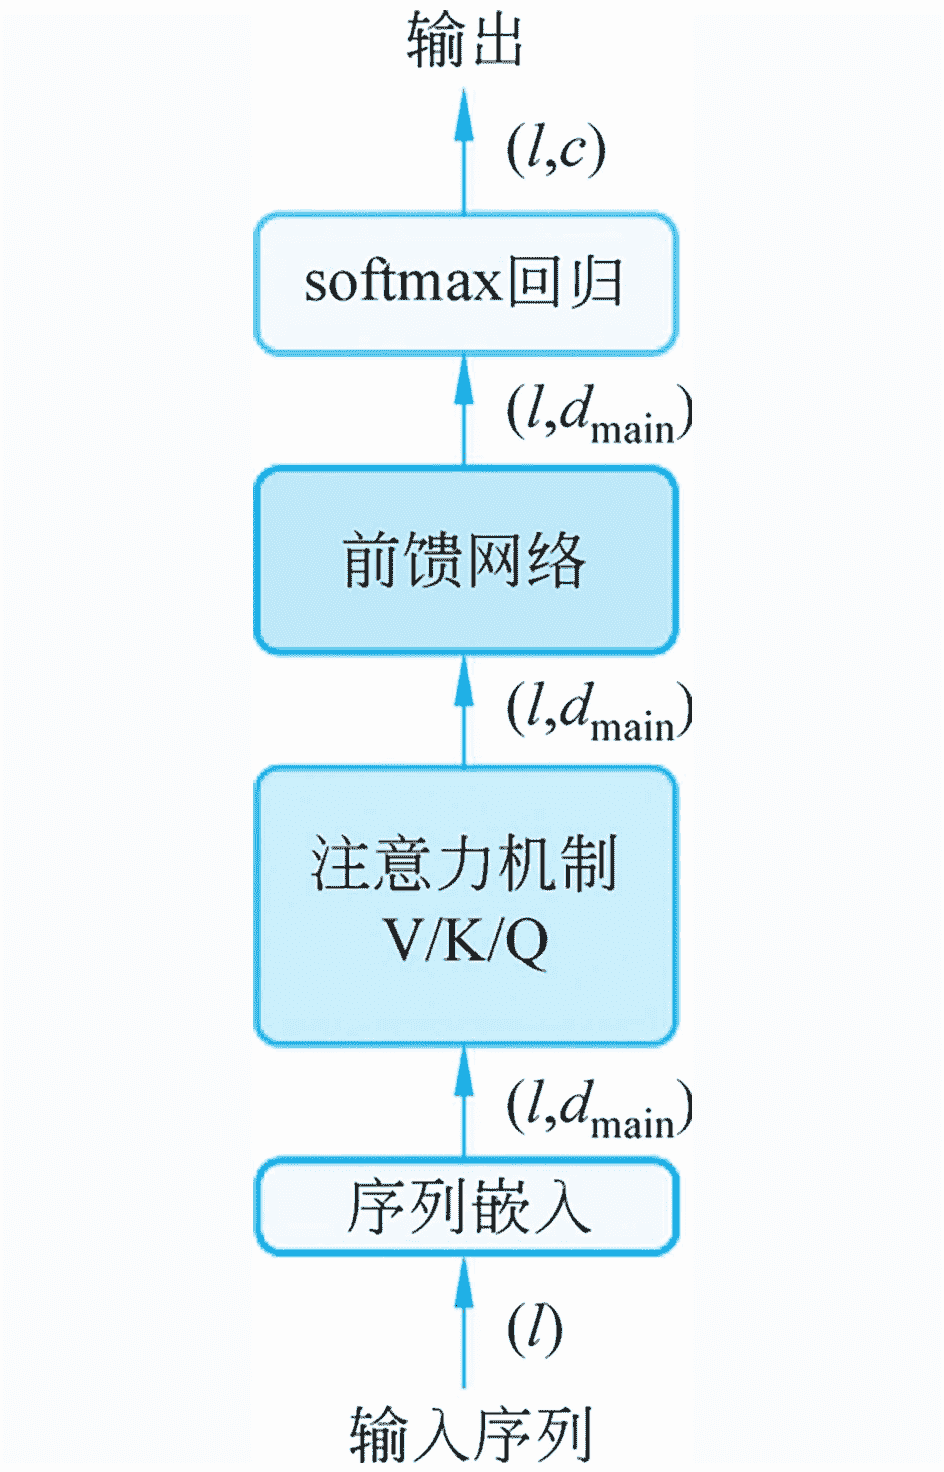 输出
(l,c)
softmax回归
(l,dmain)
前馈网络
(l,dmain)
注意力机制
V/K/Q
(l,dmain)
序列嵌入
(l)
输入序列